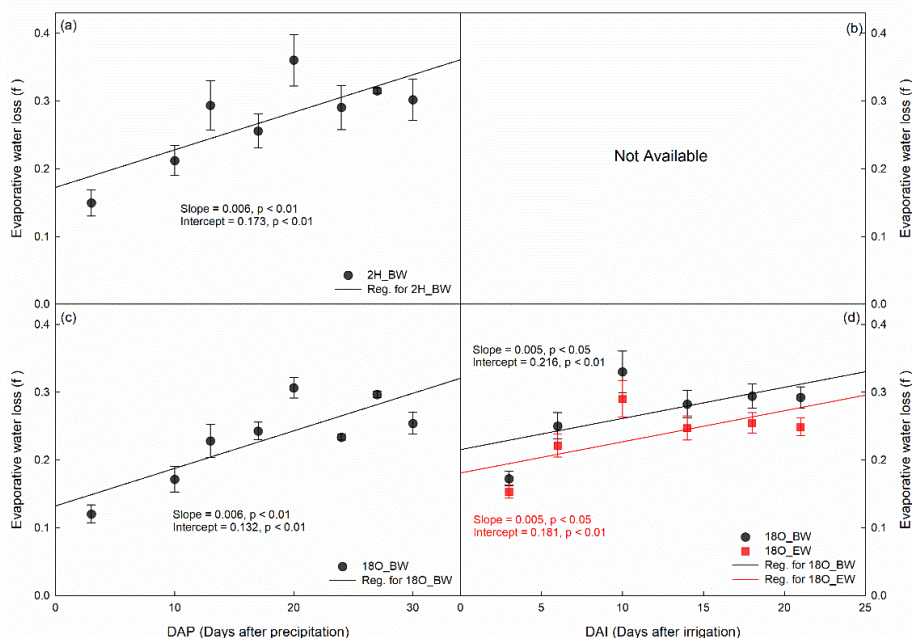 (a)
(b)
0.4
0.3
0.2
0.1
0.0
Evaporative water loss (f )
Slope = 0.006, p < 0.01
Intercept = 0.173, p < 0.01
2H_BW
Reg. for 2H_BW
Not Available
0.4
0.3
0.2
0.1
0.0
Evaporative water loss (f )
(c)
(d)
0.4
0.3
0.2
0.1
0.0
Evaporative water loss (f )
Slope = 0.006, p < 0.01
Intercept = 0.132, p < 0.01
18O_BW
Reg. for 18O_BW
0 10 20 30
DAP (Days after precipitation)
Slope = 0.005, p < 0.05
Intercept = 0.216, p < 0.01
Slope = 0.005, p < 0.05
Intercept = 0.181, p < 0.01
18O_BW
18O_EW
Reg. for 18O_BW
Reg. for 18O_EW
0.4
0.3
0.2
0.1
0.0
Evaporative water loss (f )
0 5 10 15 20 25
DAI (Days after irrigation)